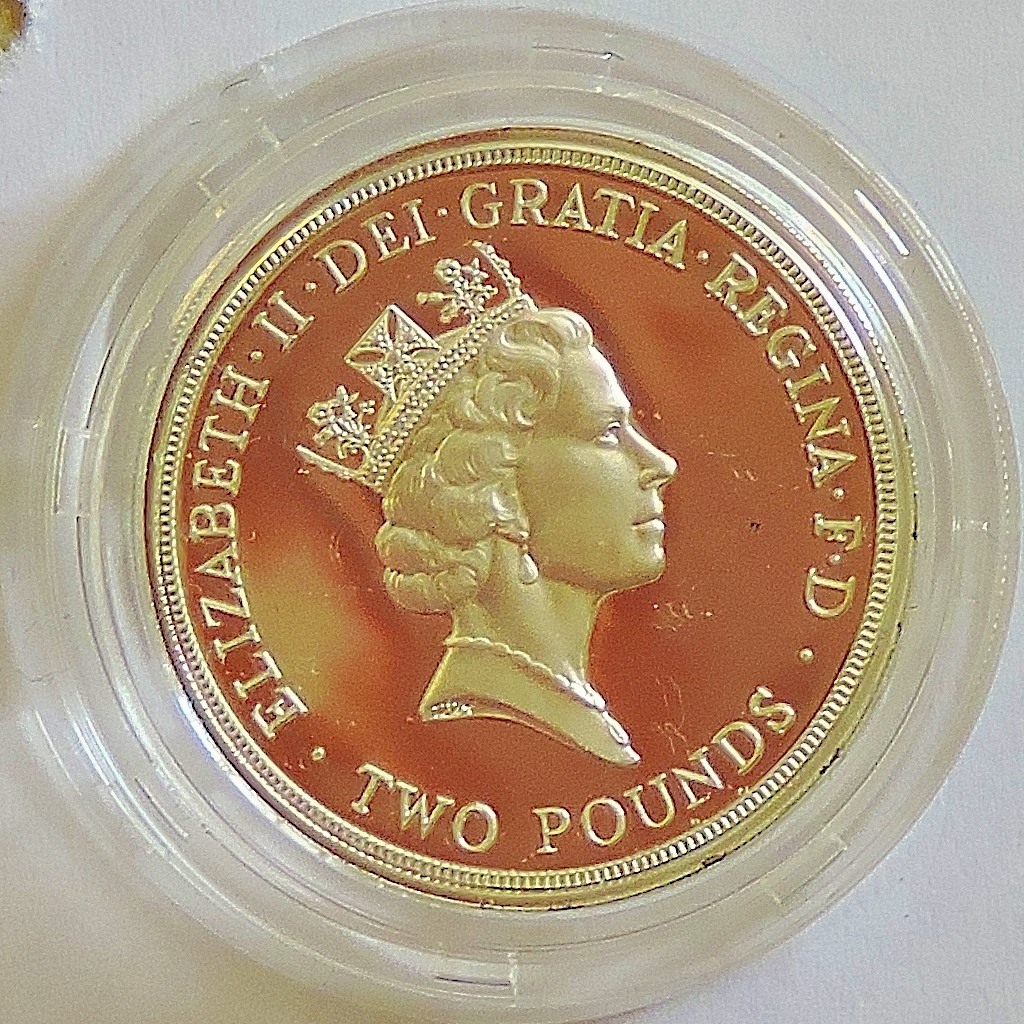 ELIZABETH·II·DEI·GRATIA·REGINA·F·D·
TWO POUNDS·